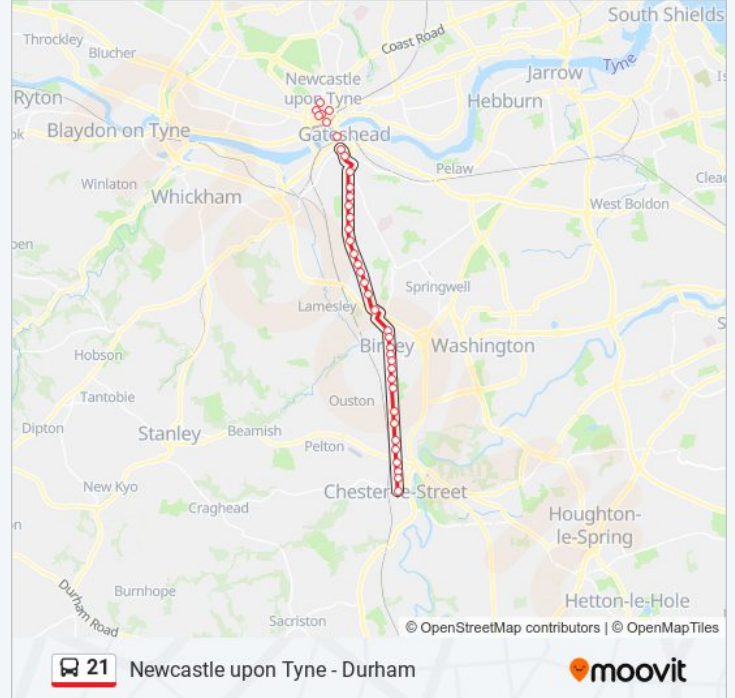 South Shields
Throckley
Blucher
Coast Road
Newcastle
upon Tyne
Jarrow
Tyne
Ryton
Hebburn
Blaydon on Tyne
Gateshead
Pelaw
Winlaton
Whickham
West Boldon
Springwell
Lamesley
Birtley
Washington
Hobson
Tantobie
Ouston
Dipton
Stanley
Beamish
Pelton
New Kyo
Chester-le-Street
Craghead
Houghton-
le-Spring
Burnhope
Durham Road
Hetton-le-Hole
Sacriston
© OpenStreetMap contributors | © OpenMapTiles
21 Newcastle upon Tyne - Durham
moovit